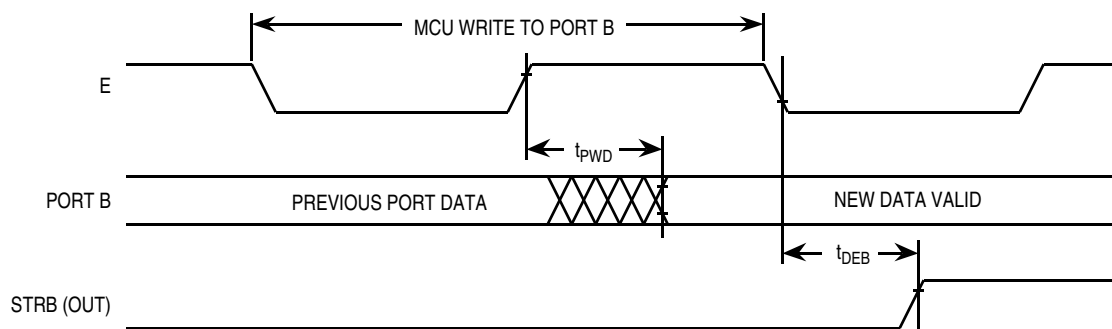 MCU WRITE TO PORT B
E
tPWD
PORT B
PREVIOUS PORT DATA
NEW DATA VALID
tDEB
STRB (OUT)